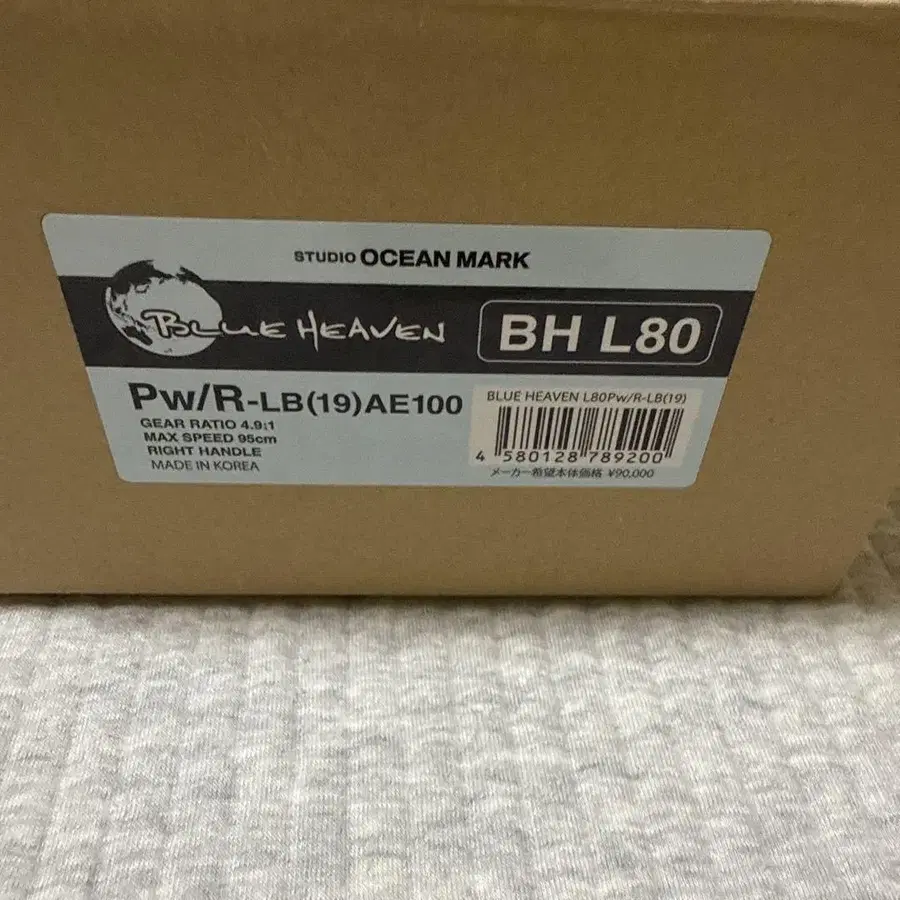 STUDIO OCEAN MARK
BLUE HEAVEN
BH L80
Pw/R-LB(19)AE100
GEAR RATIO 4.9:1
MAX SPEED 95cm
RIGHT HANDLE
MADE IN KOREA
BLUE HEAVEN L80Pw/R-LB(19)
4 580128 789200
メーカー希望本体価格 ¥90,000